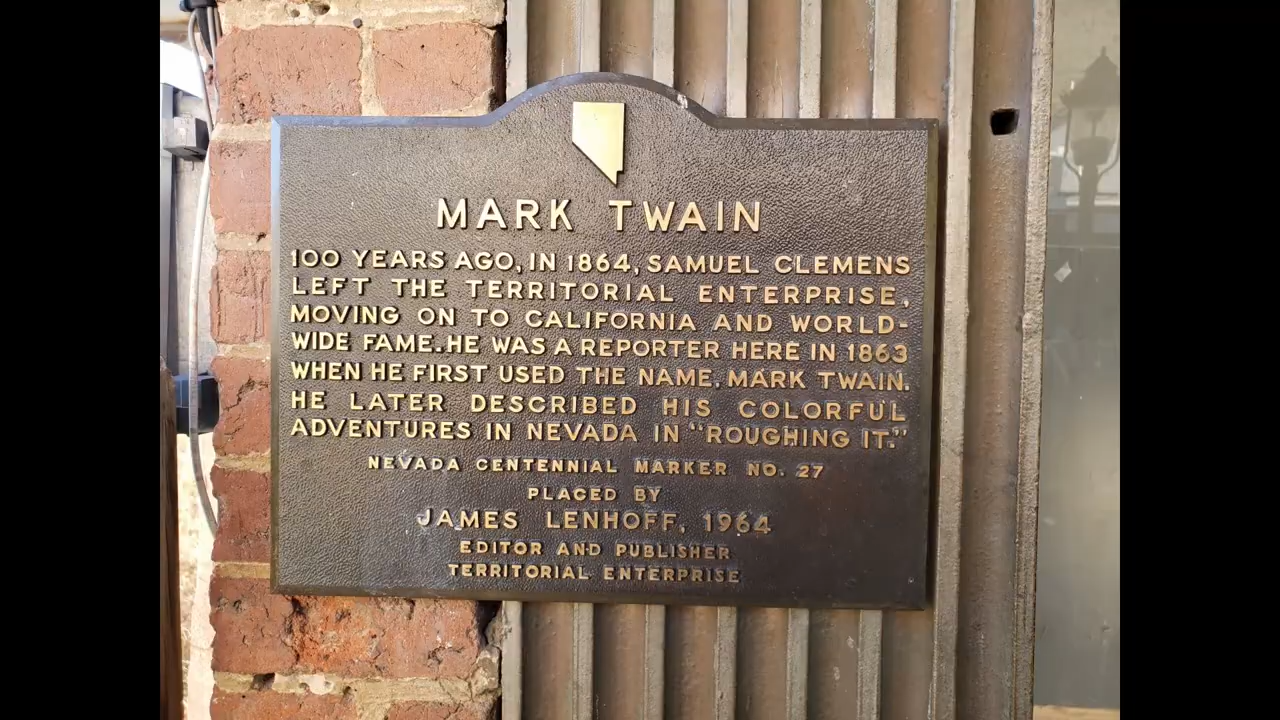 MARK TWAIN
100 YEARS AGO, IN 1864, SAMUEL CLEMENS
LEFT THE TERRITORIAL ENTERPRISE,
MOVING ON TO CALIFORNIA AND WORLD-
WIDE FAME. HE WAS A REPORTER HERE IN 1863
WHEN HE FIRST USED THE NAME, MARK TWAIN.
HE LATER DESCRIBED HIS COLORFUL
ADVENTURES IN NEVADA IN "ROUGHING IT."
NEVADA CENTENNIAL MARKER NO. 27
PLACED BY
JAMES LENHOFF, 1964
EDITOR AND PUBLISHER
TERRITORIAL ENTERPRISE